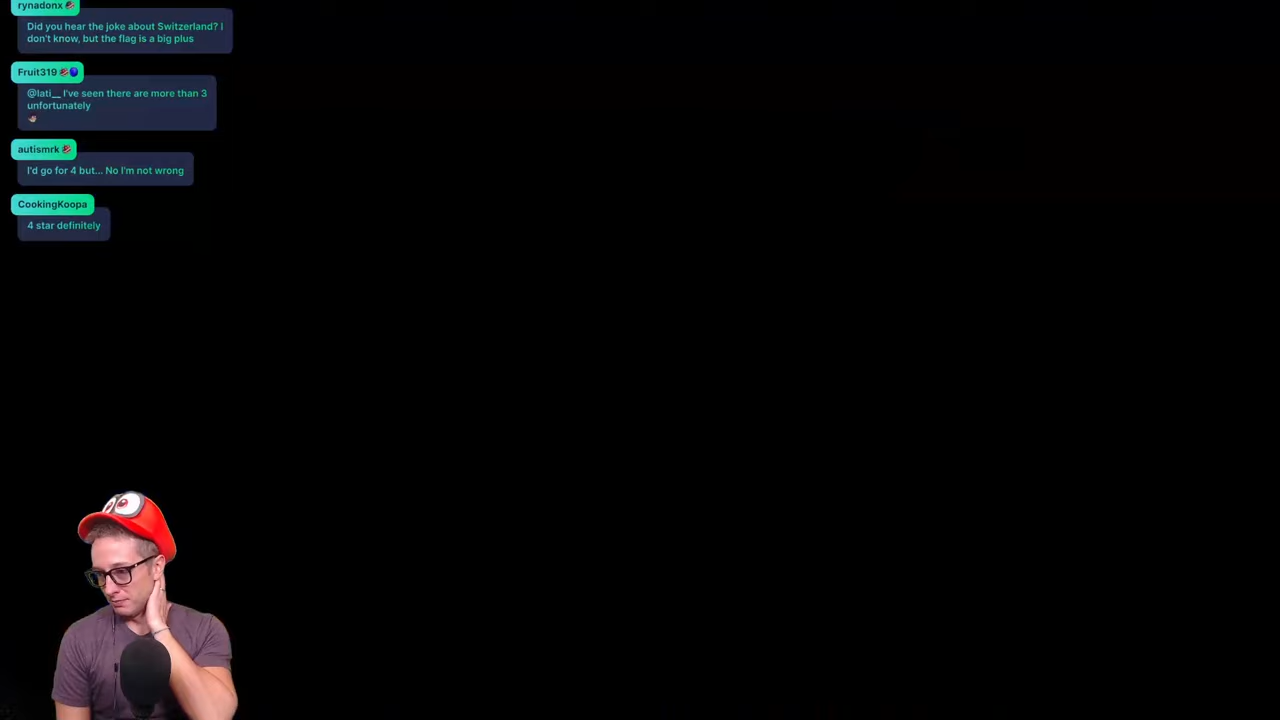 rynadonx
Did you hear the joke about Switzerland? I
don't know, but the flag is a big plus
Fruit319
@lati__ I've seen there are more than 3
unfortunately
autismrk
I'd go for 4 but... No I'm not wrong
CookingKoopa
4 star definitely